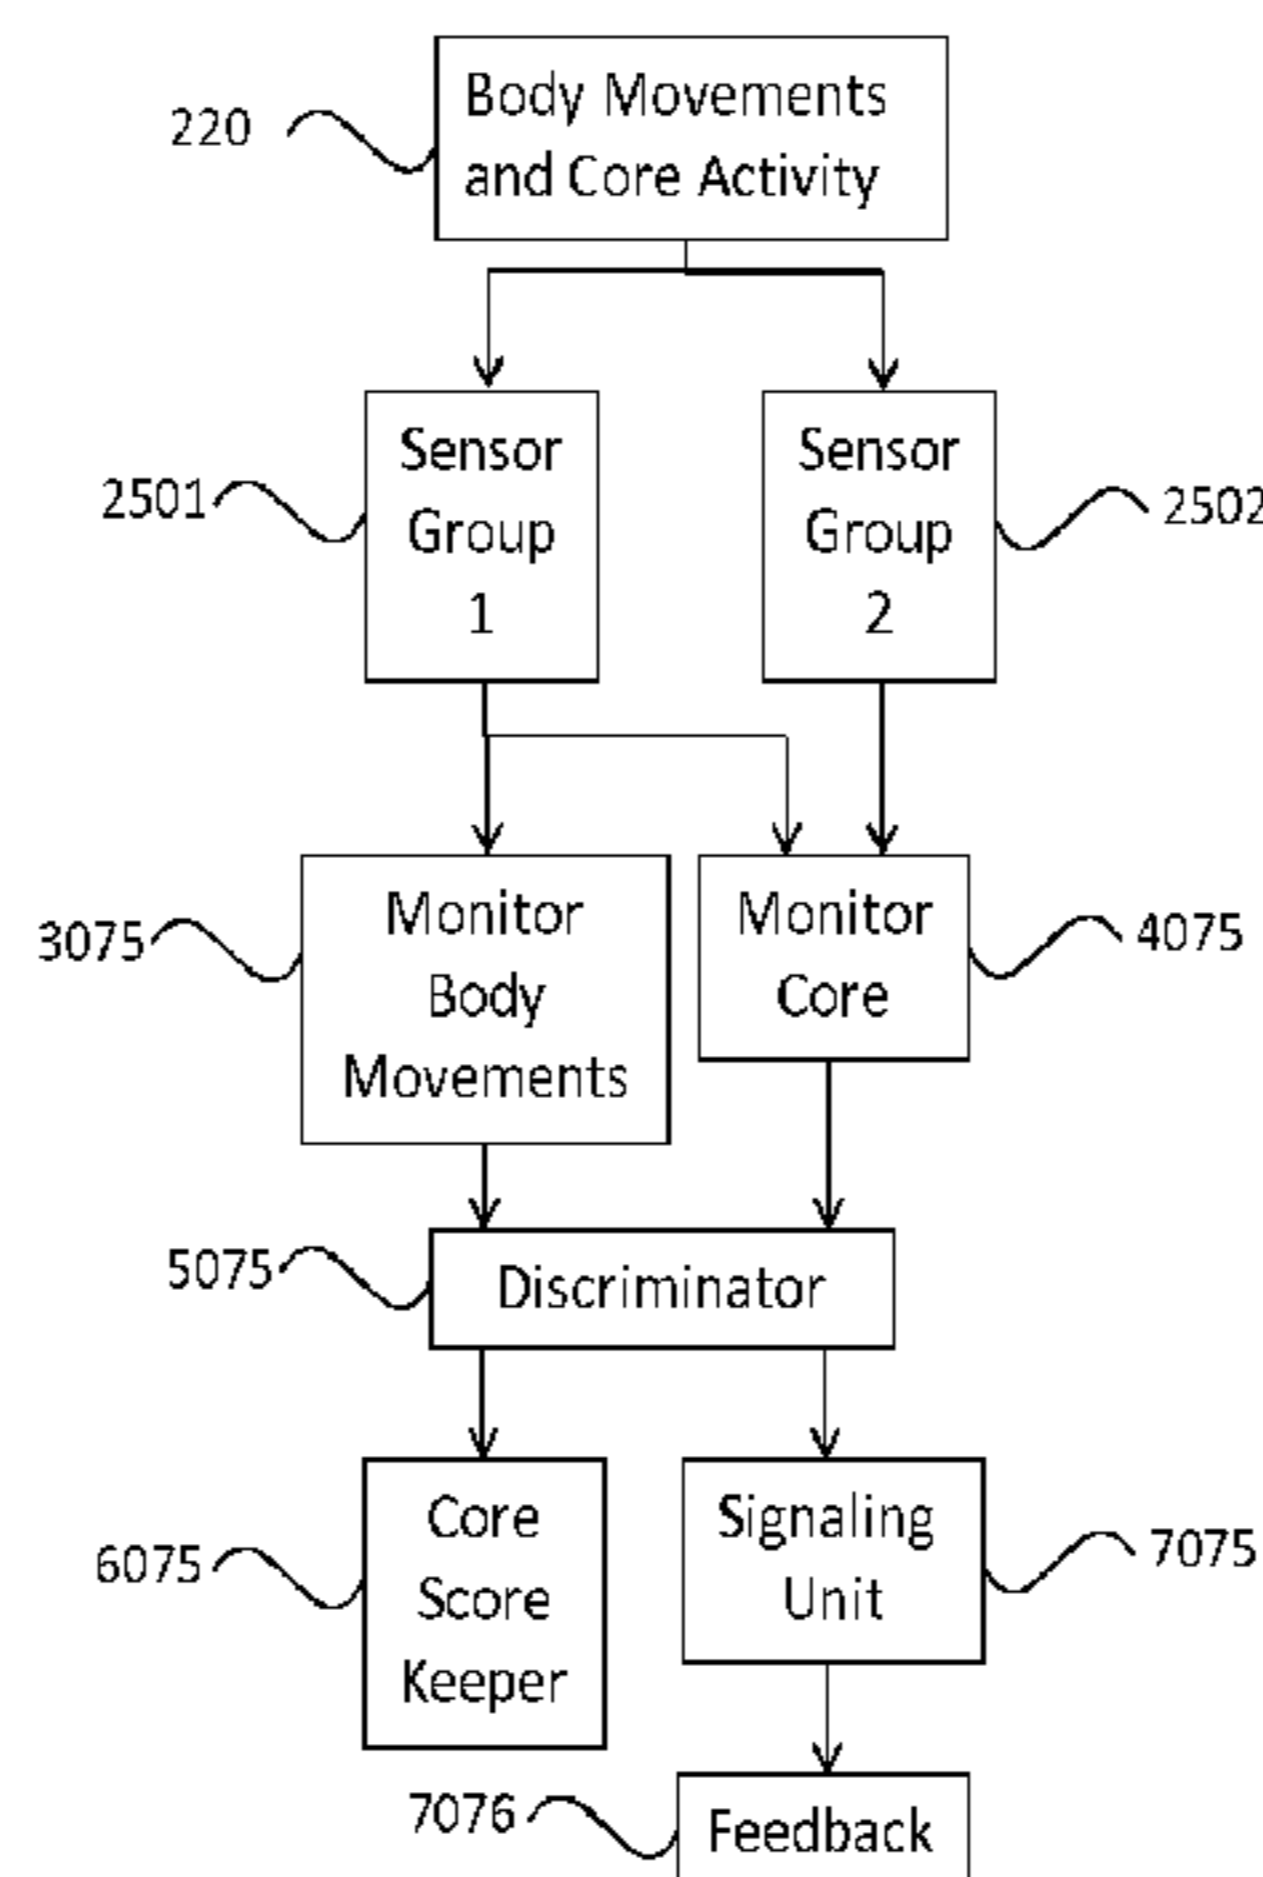 220
Body Movements
and Core Activity
2501
Sensor
Group
1
Sensor
Group
2
2502
3075
Monitor
Body
Movements
Monitor
Core
4075
5075
Discriminator
6075
Core
Score
Keeper
Signaling
Unit
7075
7076
Feedback